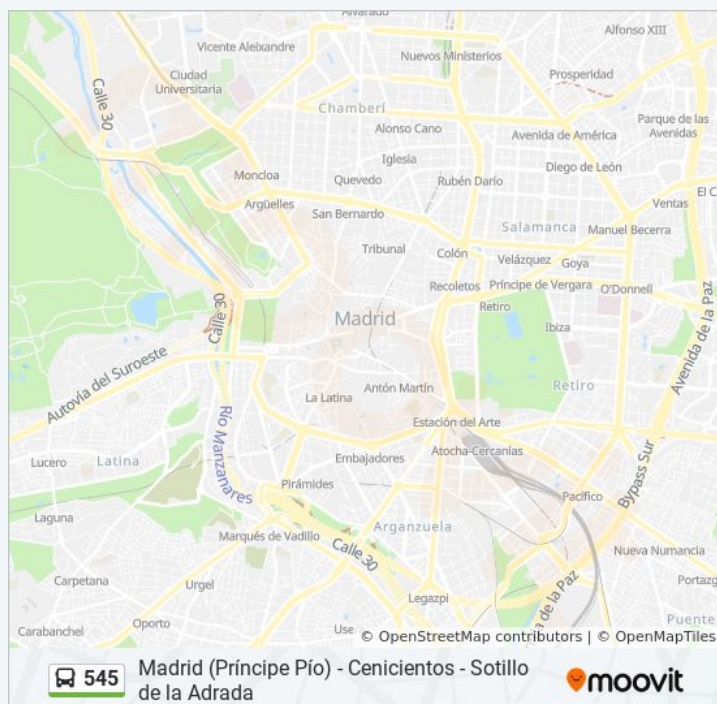 Alvarado
Alfonso XIII
Vicente Aleixandre
Nuevos Ministerios
Calle 30
Ciudad
Universitaria
Prosperidad
Chamberí
Parque de las
Avenidas
Alonso Cano
Avenida de América
Iglesia
Diego de León
Moncloa
Quevedo
Rubén Darío
Argüelles
Ventas
El C
San Bernardo
Salamanca
Manuel Becerra
Tribunal
Colón
Velázquez
Goya
Recoletos
Príncipe de Vergara
O'Donnell
Calle 30
Retiro
Madrid
Ibiza
Avenida de la Paz
Autovía del Suroeste
Antón Martín
Retiro
La Latina
Estación del Arte
Río Manzanares
Atocha-Cercanías
Lucero
Latina
Embajadores
Bypass Sur
Pirámides
Pacífico
Laguna
Arganzuela
Marqués de Vadillo
Calle 30
Nueva Numancia
Carpetana
Urgel
Portazg
Legazpi
a de la Paz
Oporto
Puente
Carabanchel
Use
© OpenStreetMap contributors | © OpenMapTiles
545
Madrid (Príncipe Pío) - Cenicientos - Sotillo
de la Adrada
moovit